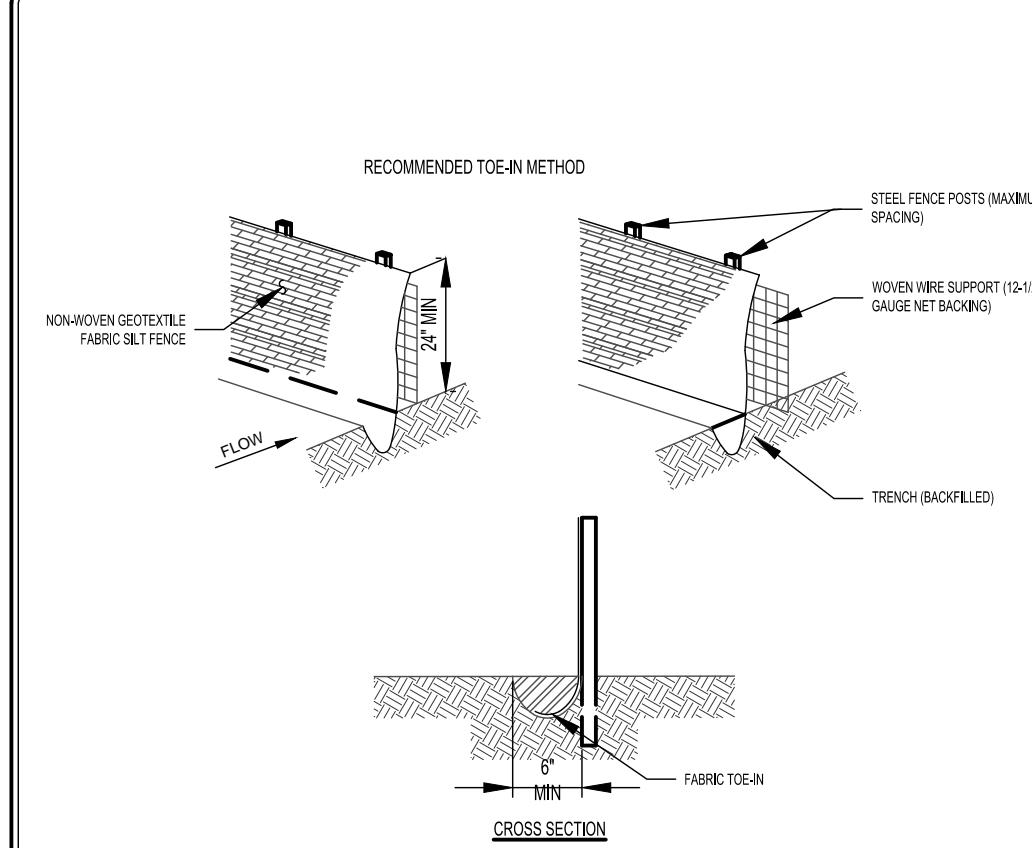 RECOMMENDED TOE-IN METHOD
STEEL FENCE POSTS (MAXIMU
SPACING)
WOVEN WIRE SUPPORT (12-1/
GAUGE NET BACKING)
NON-WOVEN GEOTEXTILE
FABRIC SILT FENCE
24" MIN
FLOW
TRENCH (BACKFILLED)
FABRIC TOE-IN
6"
MIN
CROSS SECTION